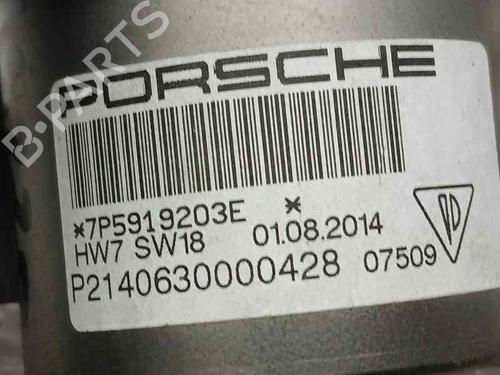 PORSCHE
*7P5919203E *
HW7 SW18 01.08.2014
P2140630000428 07509
B-PARTS